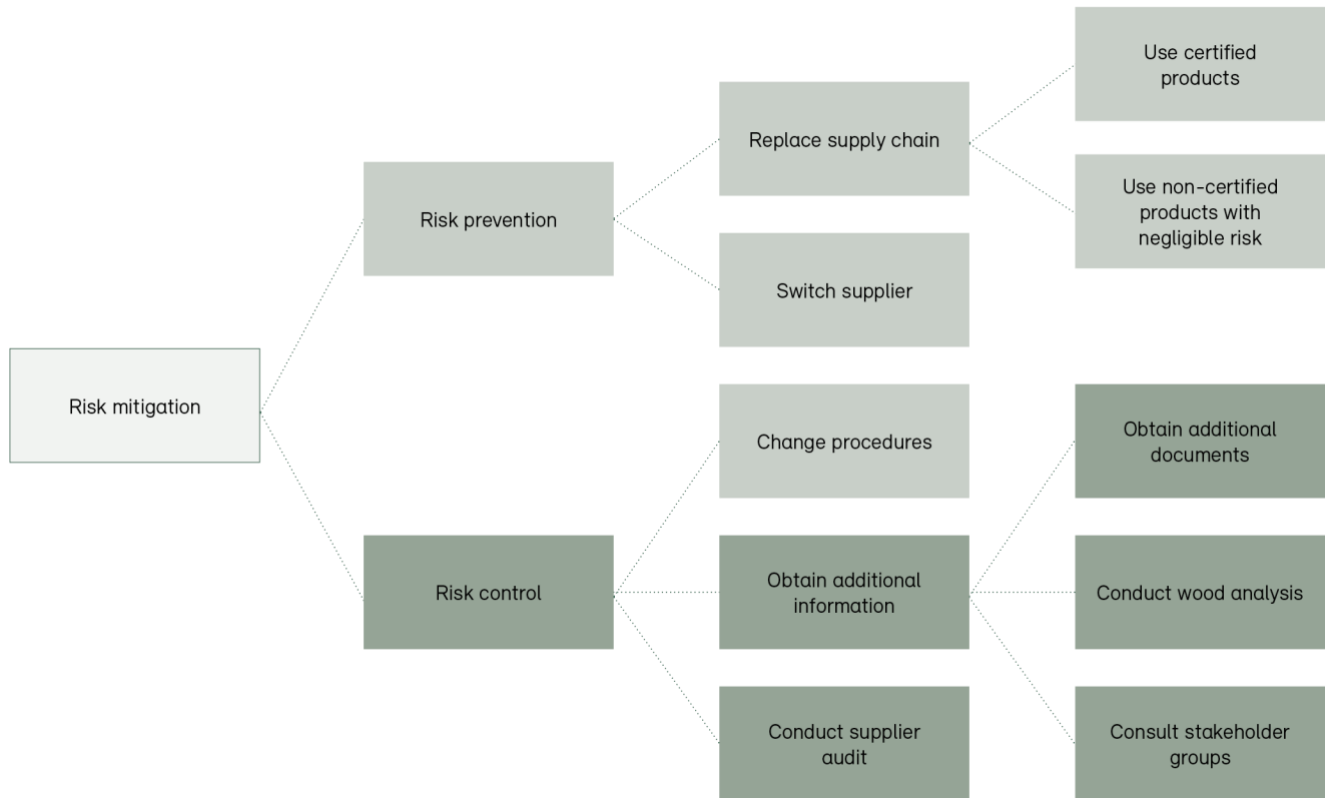 Risk mitigation
Risk prevention
Replace supply chain
Use certified
products
Use non-certified
products with
negligible risk
Switch supplier
Risk control
Change procedures
Obtain additional
information
Obtain additional
documents
Conduct wood analysis
Consult stakeholder
groups
Conduct supplier
audit